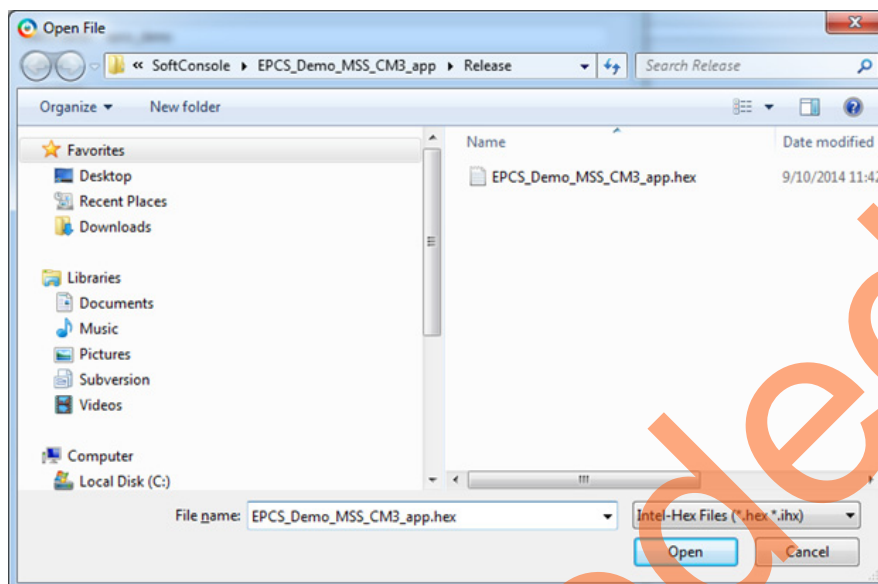 Open File
« SoftConsole ▸ EPCS_Demo_MSS_CM3_app ▸ Release
Search Release
Organize
New folder
Favorites
Desktop
Recent Places
Downloads
Libraries
Documents
Music
Pictures
Subversion
Videos
Computer
Local Disk (C:)
Name
Date modified
EPCS_Demo_MSS_CM3_app.hex
9/10/2014 11:42
File name:
EPCS_Demo_MSS_CM3_app.hex
Intel-Hex Files (*.hex *.ihx)
Open
Cancel